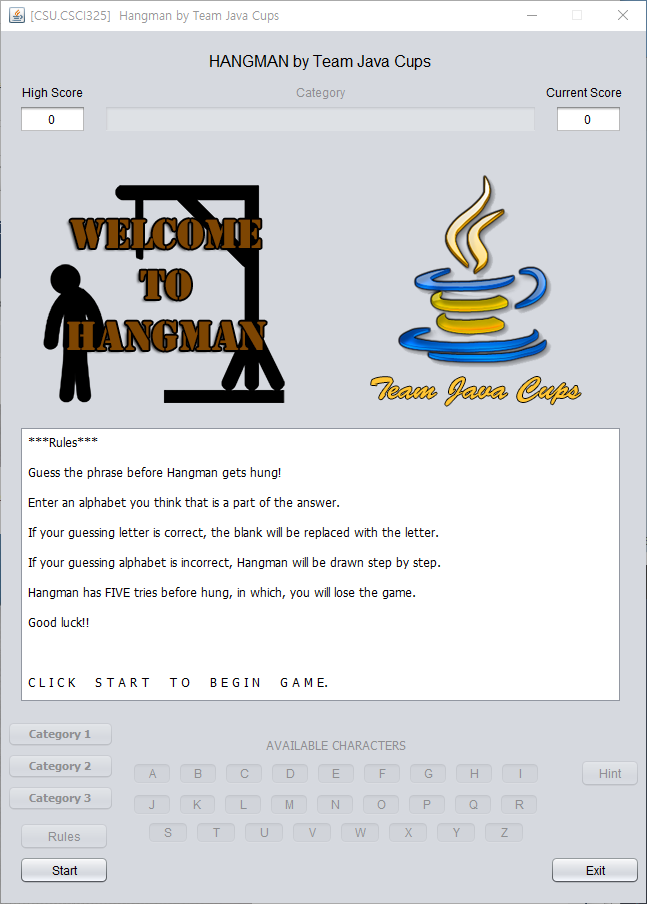 [CSU.CSCI325] Hangman by Team Java Cups
HANGMAN by Team Java Cups
High Score Category Current Score
0 0
WELCOME
TO
HANGMAN
Team Java Cups
***Rules***
Guess the phrase before Hangman gets hung!
Enter an alphabet you think that is a part of the answer.
If your guessing letter is correct, the blank will be replaced with the letter.
If your guessing alphabet is incorrect, Hangman will be drawn step by step.
Hangman has FIVE tries before hung, in which, you will lose the game.
Good luck!!
C L I C K  S T A R T  T O  B E G I N  G A M E.
Category 1
Category 2
Category 3
Rules
Start
AVAILABLE CHARACTERS
A B C D E F G H I
J K L M N O P Q R
S T U V W X Y Z
Hint
Exit